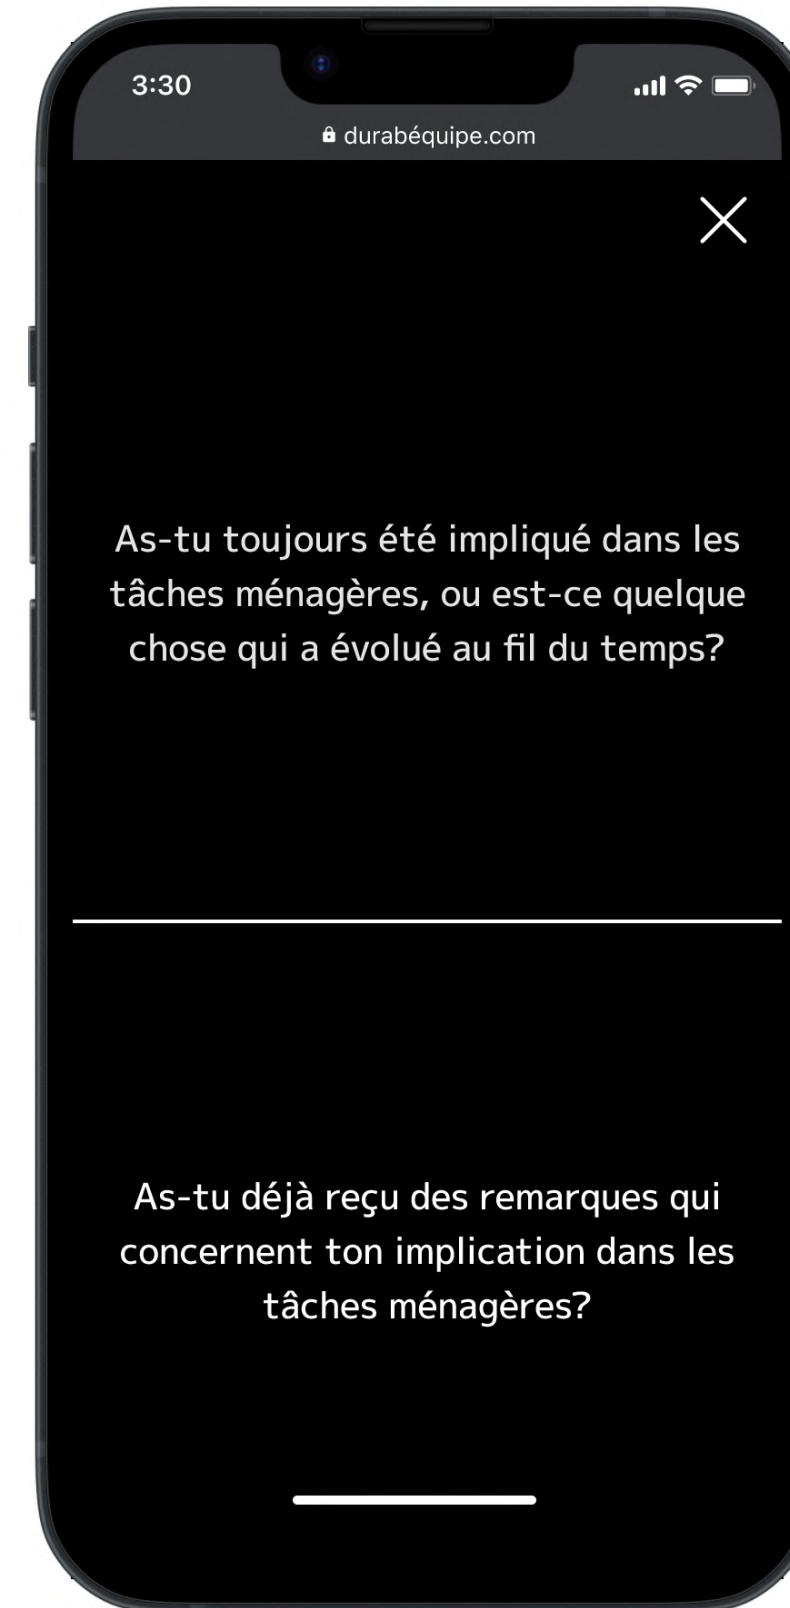 3:30
durabéquipe.com
As-tu toujours été impliqué dans les
tâches ménagères, ou est-ce quelque
chose qui a évolué au fil du temps?
As-tu déjà reçu des remarques qui
concernent ton implication dans les
tâches ménagères?